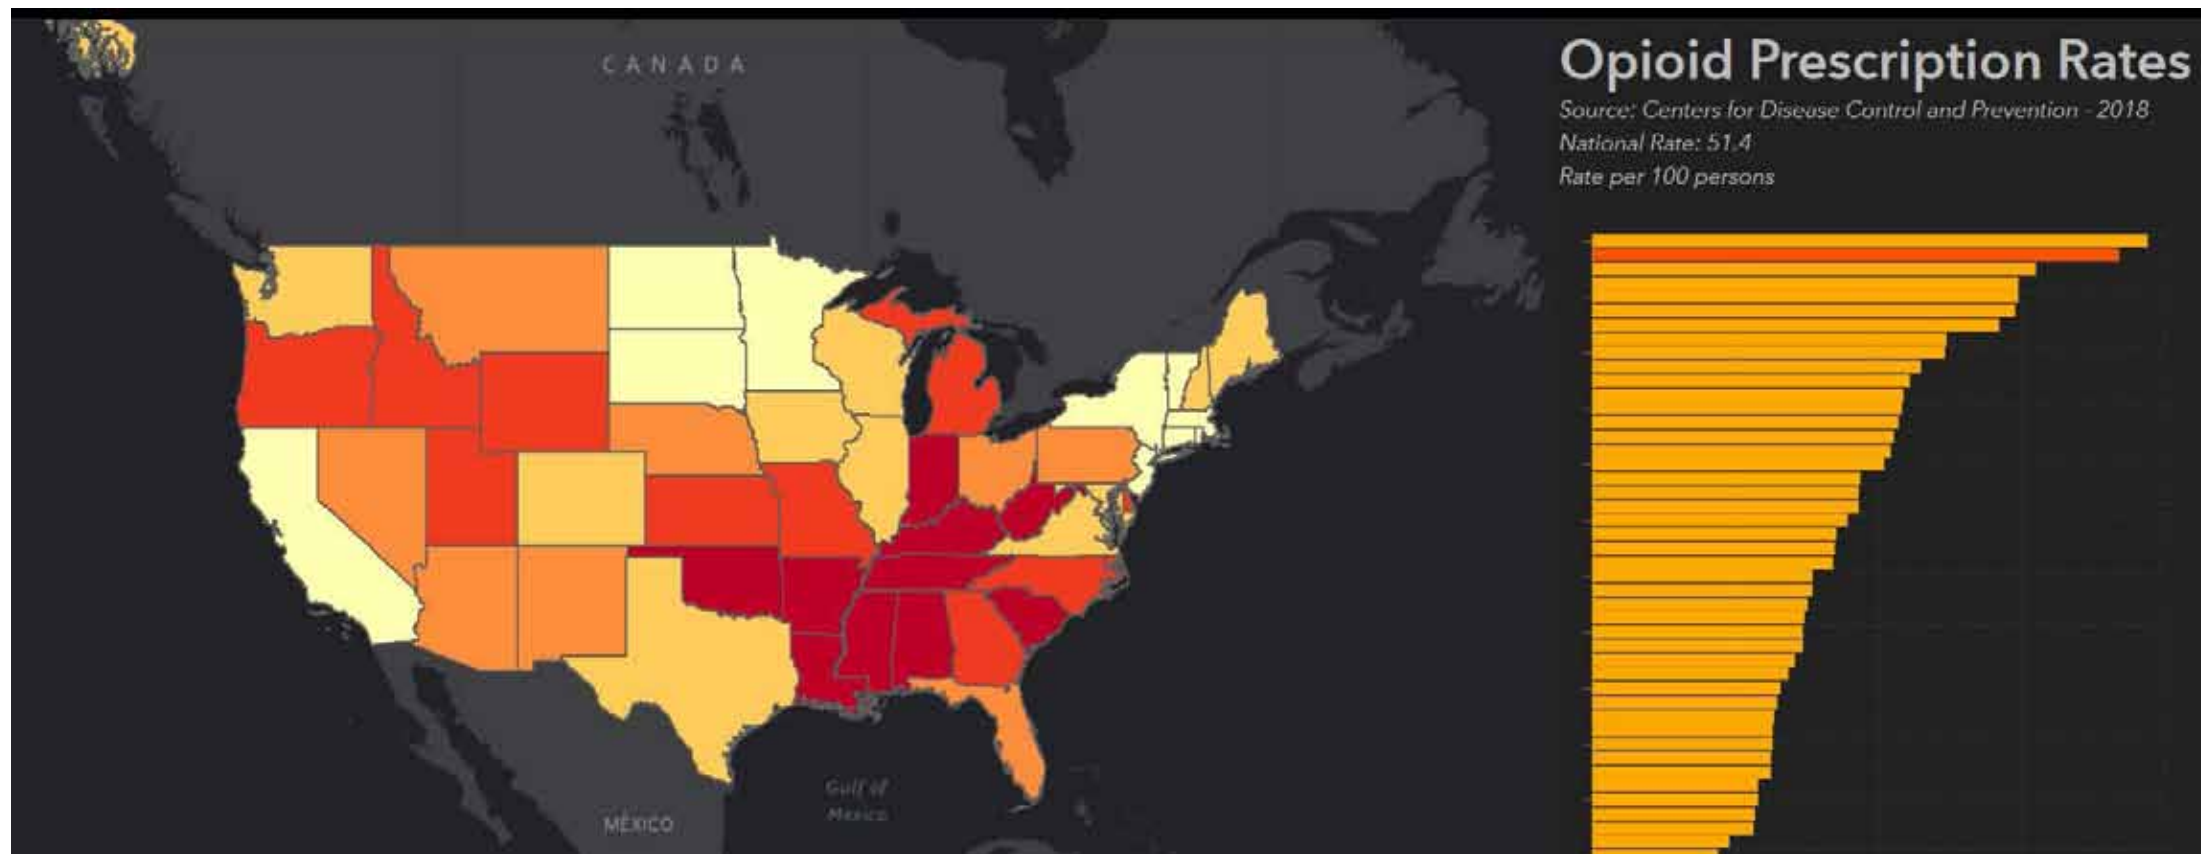 CANADA
Opioid Prescription Rates
Source: Centers for Disease Control and Prevention - 2018
National Rate: 51.4
Rate per 100 persons
Gulf of
Mexico
MÉXICO